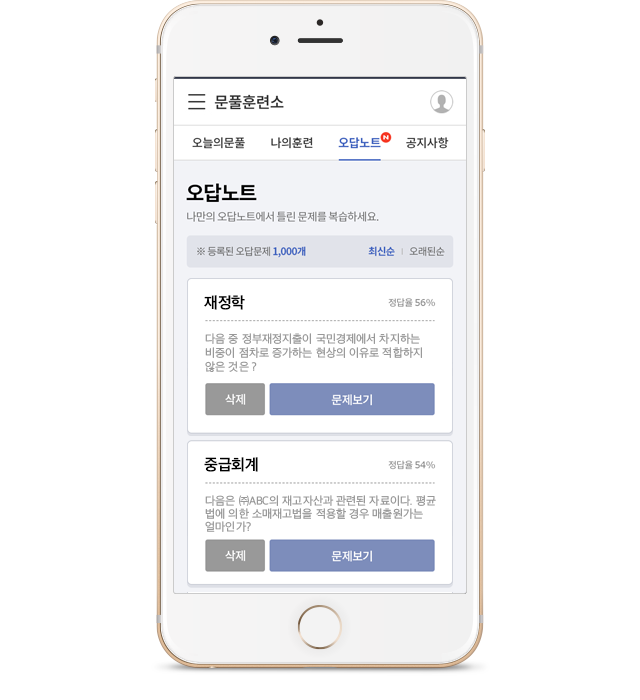 문풀훈련소
오늘의문풀 나의훈련 오답노트 N 공지사항
오답노트
나만의 오답노트에서 틀린 문제를 복습하세요.
※ 등록된 오답문제 1,000개 최신순 | 오래된순
재정학 정답율 56%
다음 중 정부재정지출이 국민경제에서 차지하는
비중이 점차로 증가하는 현상의 이유로 적합하지
않은 것은 ?
삭제 문제보기
중급회계 정답율 54%
다음은 ㈜ABC의 재고자산과 관련된 자료이다. 평균
법에 의한 소매재고법을 적용할 경우 매출원가는
얼마인가?
삭제 문제보기